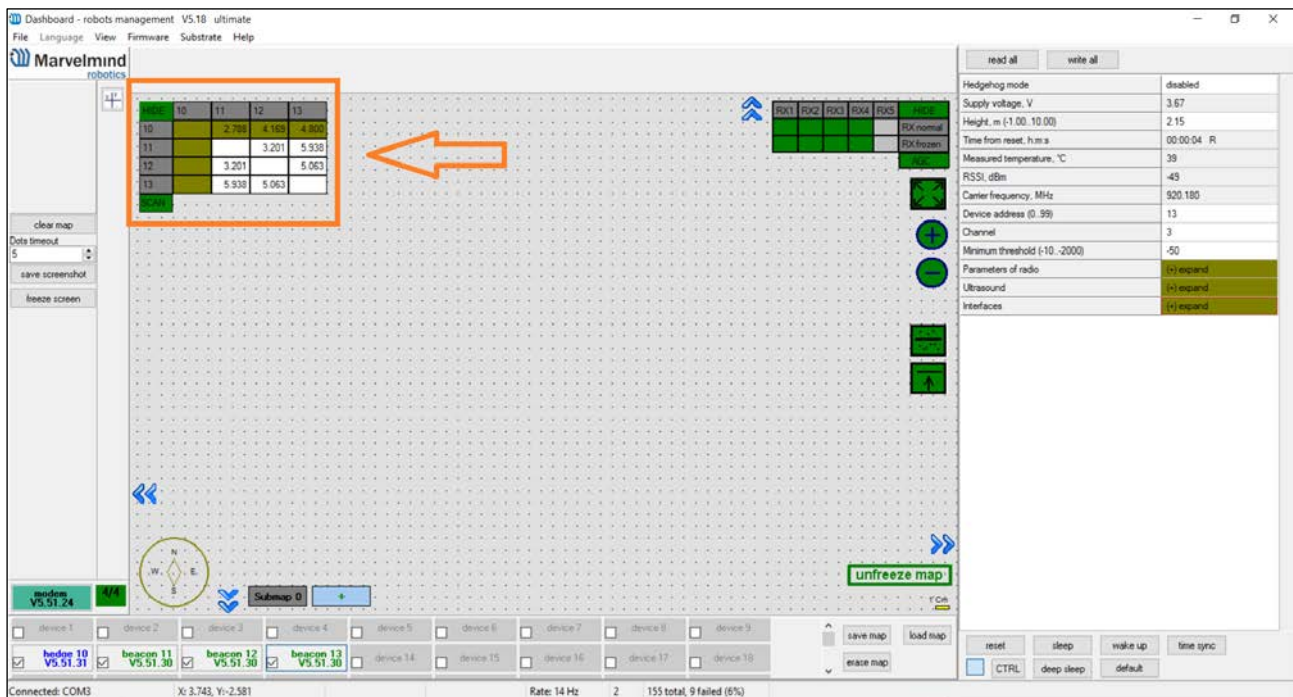 Dashboard - robots management V5.18 ultimate
File Language View Firmware Substrate Help
Marvelmind
robotics
HIDE 10 11 12 13
10 2.788 4.169 4.800
11 3.201 5.938
12 3.201 5.063
13 5.938 5.063
SCAN
RX1 RX2 RX3 RX4 RX5 HIDE
RX normal
RX frozen
AGC
clear map
Dots timeout
5
save screenshot
freeze screen
N
W E
S
modem
V5.51.24
4/4
Submap 0 +
unfreeze map
read all write all
Hedgehog mode disabled
Supply voltage, V 3.67
Height, m (-1.00..10.00) 2.15
Time from reset, h:m:s 00:00:04 R
Measured temperature, °C 39
RSSI, dBm -49
Carrier frequency, MHz 920.180
Device address (0..99) 13
Channel 3
Minimum threshold (-10..-2000) -50
Parameters of radio (+) expand
Ultrasound (+) expand
Interfaces (+) expand
device 1 device 2 device 3 device 4 device 5 device 6 device 7 device 8 device 9
hedge 10 beacon 11 beacon 12 beacon 13 device 14 device 15 device 16 device 17 device 18
V5.51.31 V5.51.30 V5.51.30 V5.51.30
save map load map
erase map
reset sleep wake up time sync
CTRL deep sleep default
Connected: COM3 X: 3.743, Y:-2.581 Rate: 14 Hz 2 155 total, 9 failed (6%)